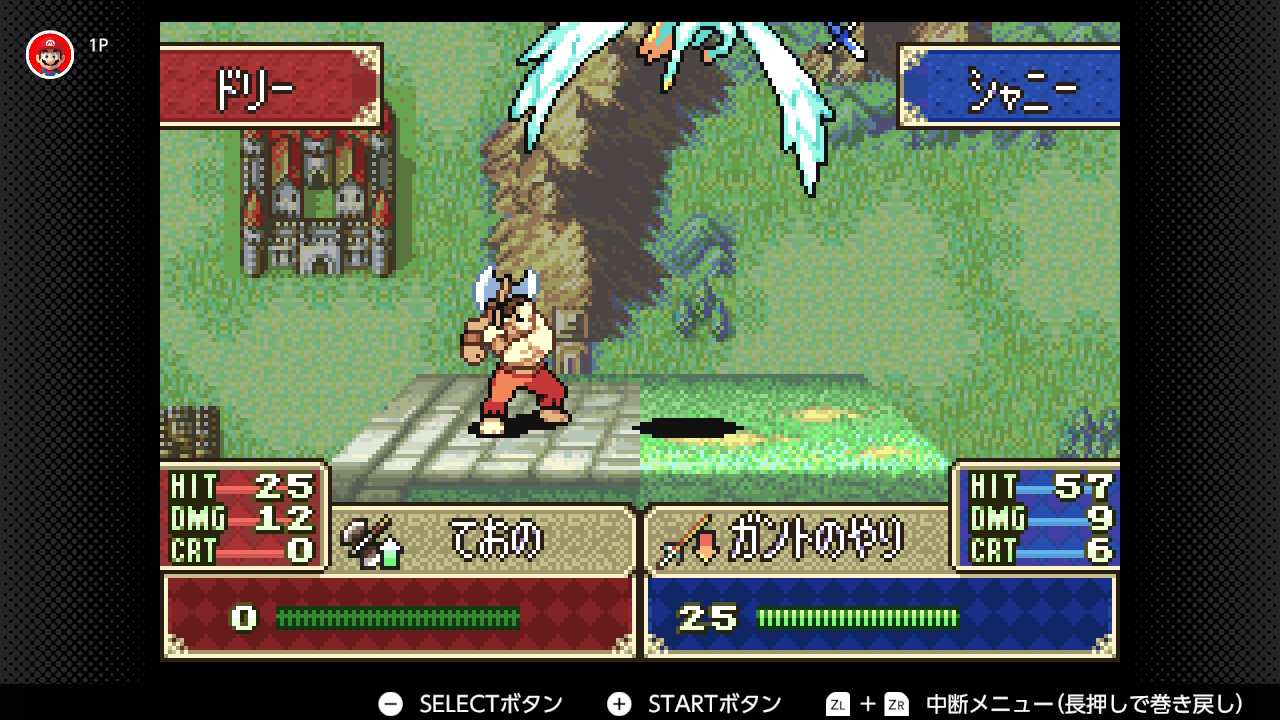 1P
ドリー
シャニー
HIT 25
DMG 12
CRT 0
ておの
ガントのやり
HIT 57
DMG 9
CRT 6
0
25
SELECTボタン
STARTボタン
ZL + ZR 中断メニュー(長押しで巻き戻し)